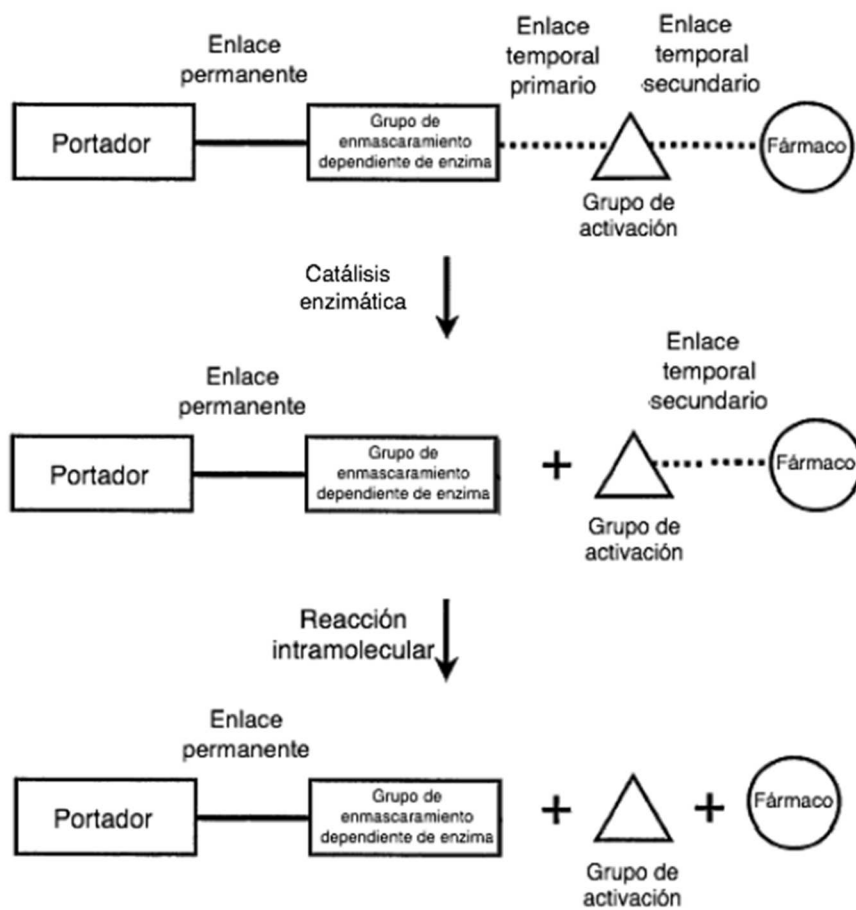 Enlace
permanente
Enlace
temporal
primario
Enlace
temporal
secundario
Portador
Grupo de
enmascaramiento
dependiente de enzima
Fármaco
Grupo de
activación
Catálisis
enzimática
Enlace
permanente
Enlace
temporal
secundario
Portador
Grupo de
enmascaramiento
dependiente de enzima
+
Fármaco
Grupo de
activación
Reacción
intramolecular
Enlace
permanente
Portador
Grupo de
enmascaramiento
dependiente de enzima
+
+
Fármaco
Grupo de
activación